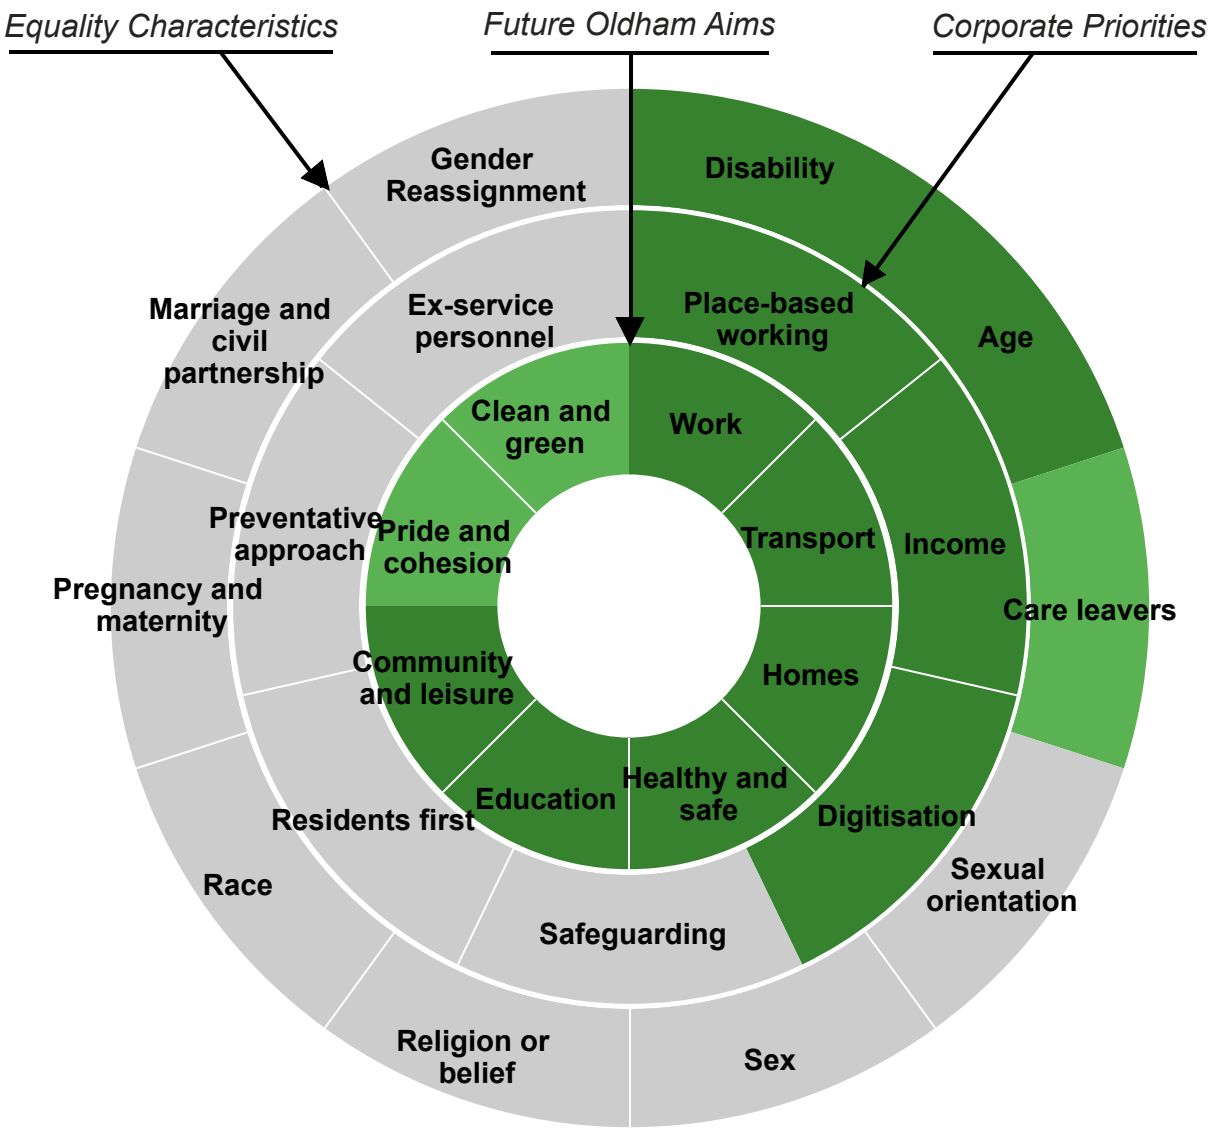 Equality Characteristics
Future Oldham Aims
Corporate Priorities
Gender
Reassignment
Disability
Marriage and
civil
partnership
Ex-service
personnel
Place-based
working
Age
Clean and
green
Work
Preventative
approach
Pride and
cohesion
Transport
Income
Pregnancy and
maternity
Care leavers
Community
and leisure
Homes
Residents first
Education
Healthy and
safe
Digitisation
Race
Sexual
orientation
Safeguarding
Religion or
belief
Sex